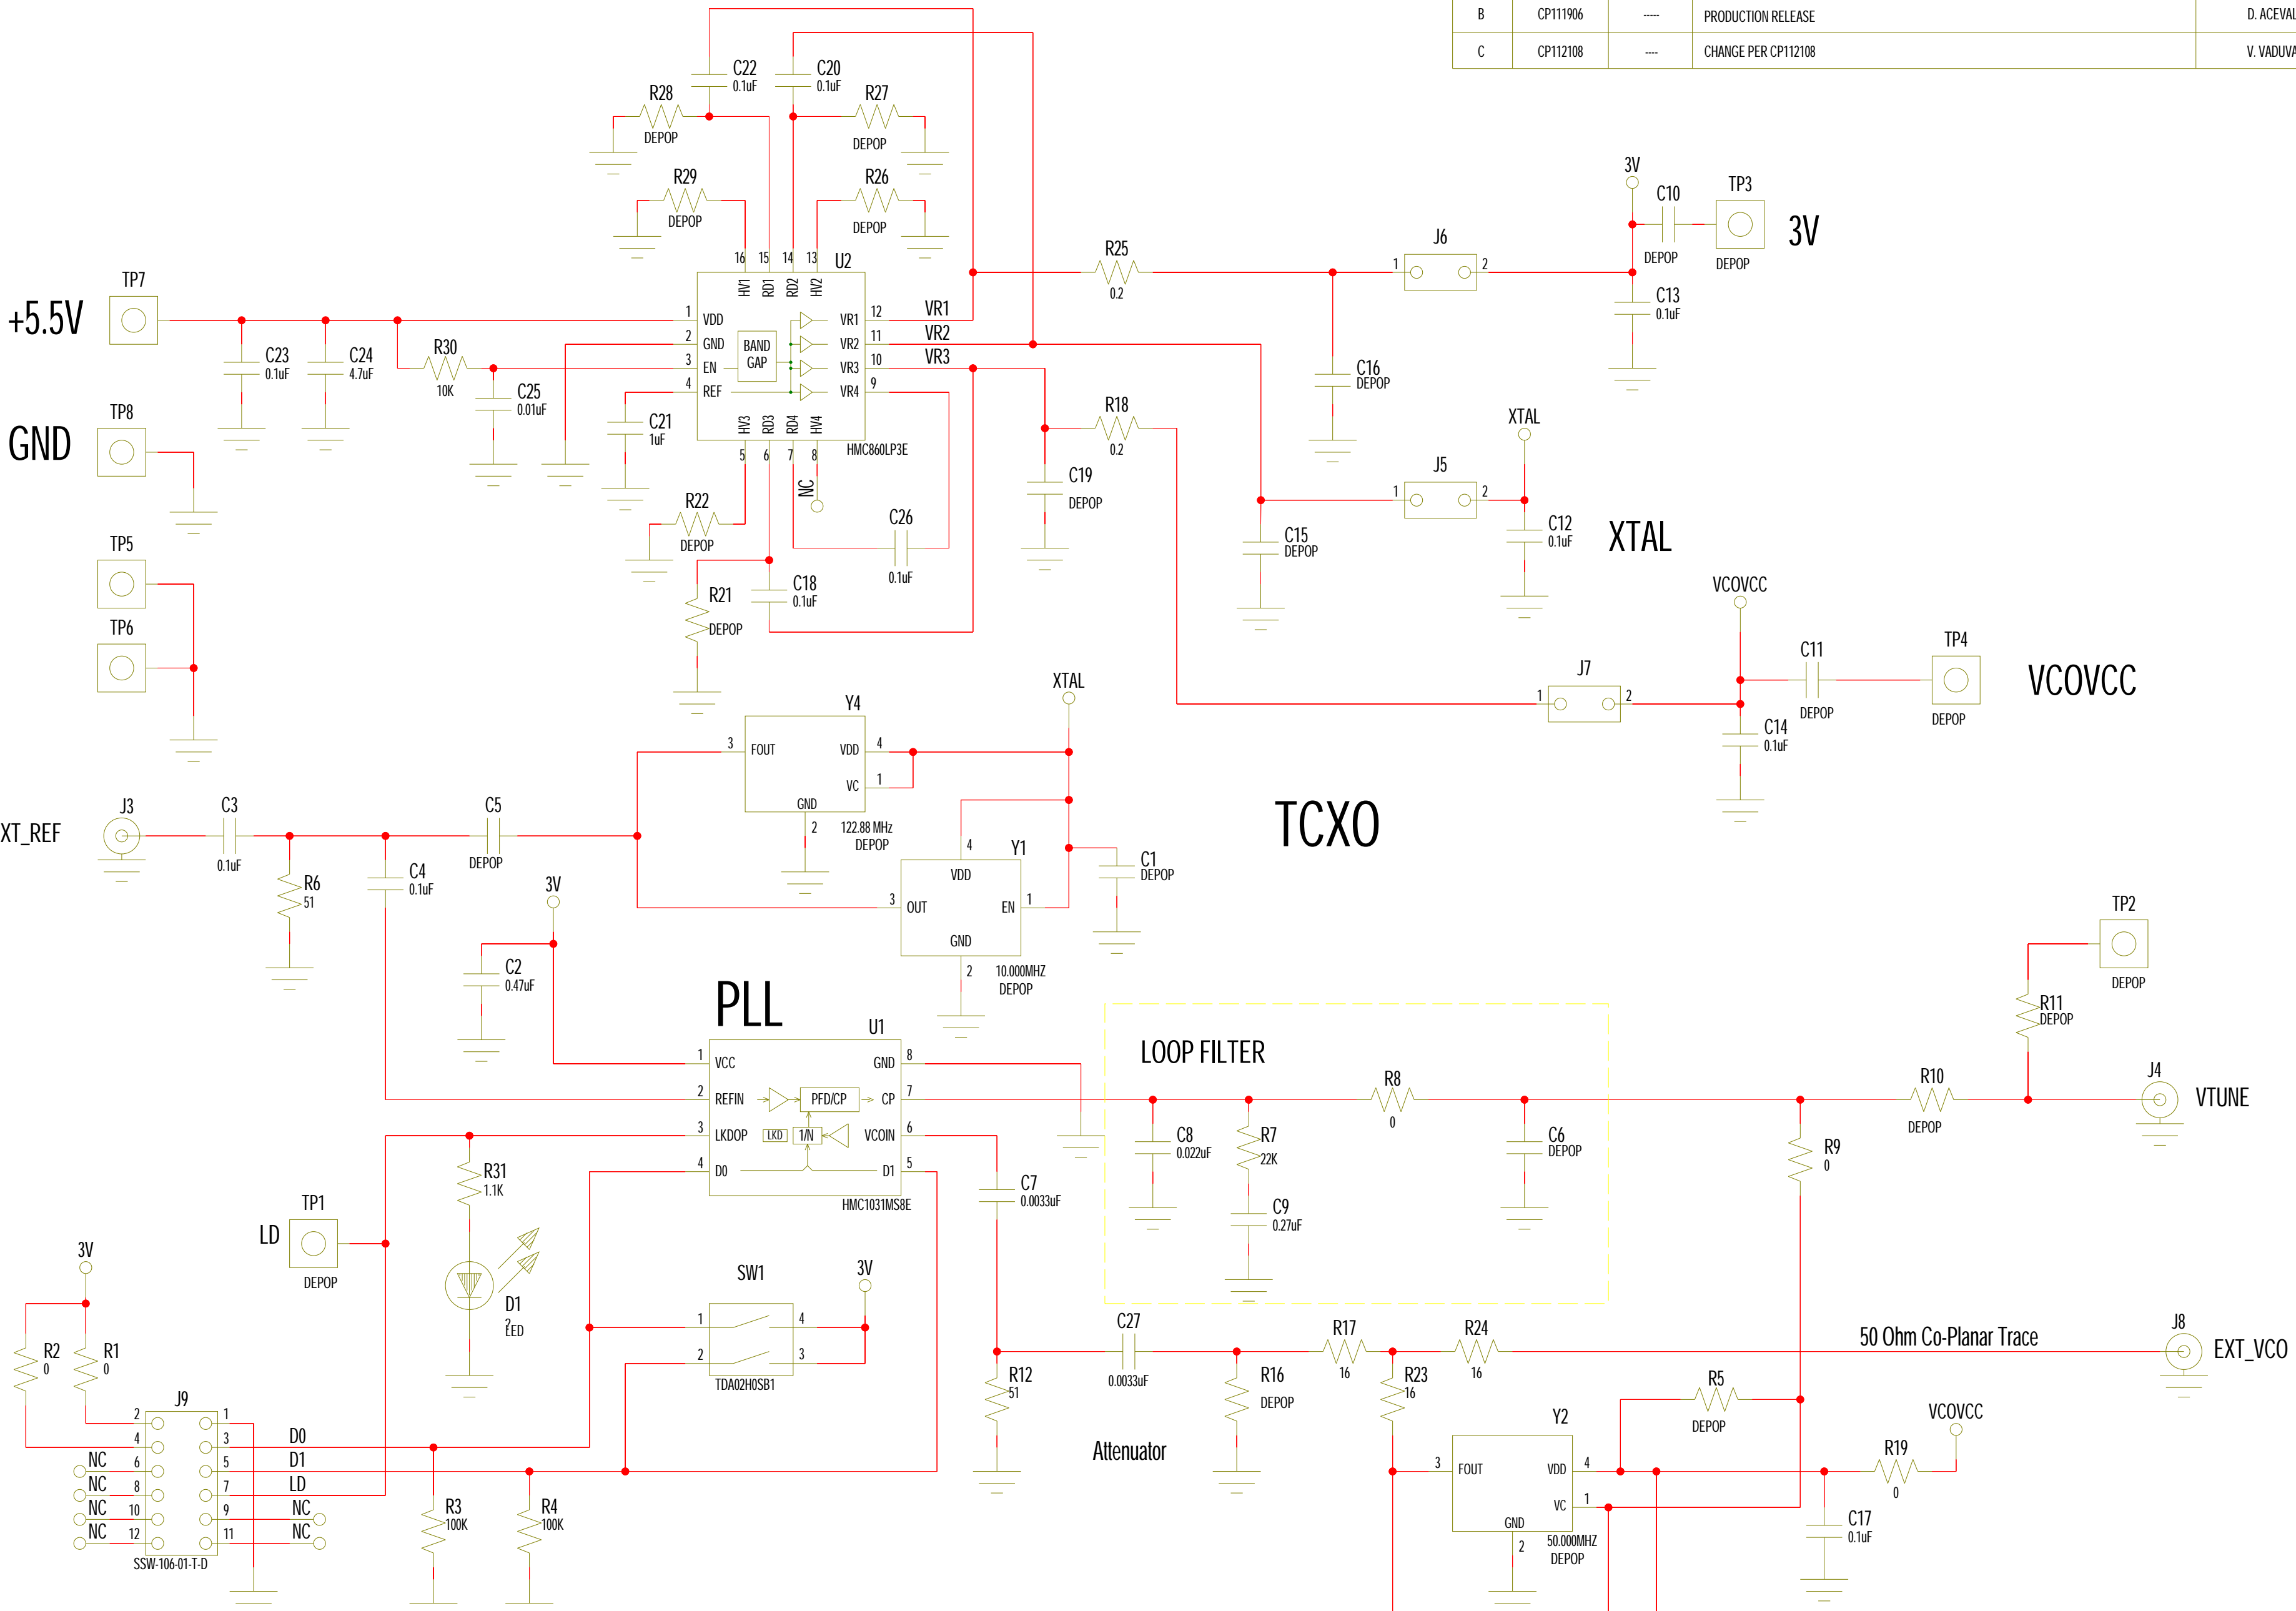 B CP111906 ----- PRODUCTION RELEASE D. ACEVAL
C CP112108 ---- CHANGE PER CP112108 V. VADUVA
C22
0.1uF
C20
0.1uF
R28
DEPOP
R27
DEPOP
R29
DEPOP
R26
DEPOP
3V
C10
DEPOP
TP3
DEPOP
3V
R25
0.2
J6
1 2
C13
0.1uF
TP7
+5.5V
16 15 14 13
U2
HV1 RD1 RD2 HV2
1 VDD
2 GND
3 EN
4 REF
BAND
GAP
VR1 12 VR1
VR2 11 VR2
VR3 10 VR3
VR4 9
HV3 RD3 RD4 HV4
5 6 7 8
HMC860LP3E
C23
0.1uF
C24
4.7uF
R30
10K
C25
0.01uF
C21
1uF
TP8
GND
NC
R22
DEPOP
C26
0.1uF
C19
DEPOP
R18
0.2
C16
DEPOP
XTAL
J5
1 2
C12
0.1uF
XTAL
C15
DEPOP
TP5
TP6
R21
DEPOP
C18
0.1uF
VCOVCC
C11
DEPOP
TP4
DEPOP
VCOVCC
J7
1 2
C14
0.1uF
XTAL
Y4
3 FOUT VDD 4
VC 1
GND
2
122.88 MHz
DEPOP
TCXO
XT_REF
J3
C3
0.1uF
R6
51
C4
0.1uF
C5
DEPOP
4 Y1
VDD
3 OUT EN 1
GND
2
10.000MHZ
DEPOP
C1
DEPOP
3V
C2
0.47uF
PLL
U1
1 VCC GND 8
2 REFIN PFD/CP CP 7
3 LKDOP LKD 1/N VCOIN 6
4 D0 D1 5
HMC1031MS8E
LOOP FILTER
C8
0.022uF
R7
22K
C9
0.27uF
R8
0
C6
DEPOP
TP2
DEPOP
R11
DEPOP
R10
DEPOP
J4
VTUNE
R9
0
C7
0.0033uF
R31
1.1K
TP1
LD
DEPOP
D1
2
LED
SW1
1 4
2 3
TDA02H0SB1
3V
3V
R2
0
R1
0
J9
2 1
4 3 D0
NC 6 5 D1
NC 8 7 LD
NC 10 9 NC
NC 12 11 NC
SSW-106-01-T-D
R3
100K
R4
100K
R12
51
C27
0.0033uF
Attenuator
R16
DEPOP
R17
16
R23
16
R24
16
50 Ohm Co-Planar Trace
J8
EXT_VCO
R5
DEPOP
Y2
3 FOUT VDD 4
VC 1
GND
2
50.000MHZ
DEPOP
VCOVCC
R19
0
C17
0.1uF